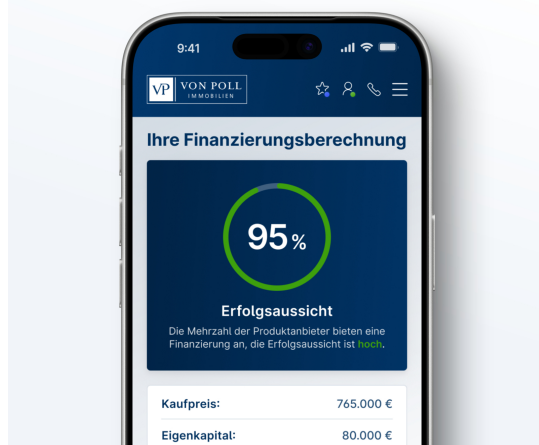 9:41
VP VON POLL
IMMOBILIEN
Ihre Finanzierungsberechnung
95 %
Erfolgsaussicht
Die Mehrzahl der Produktanbieter bieten eine
Finanzierung an, die Erfolgsaussicht ist hoch.
Kaufpreis: 765.000 €
Eigenkapital: 80.000 €